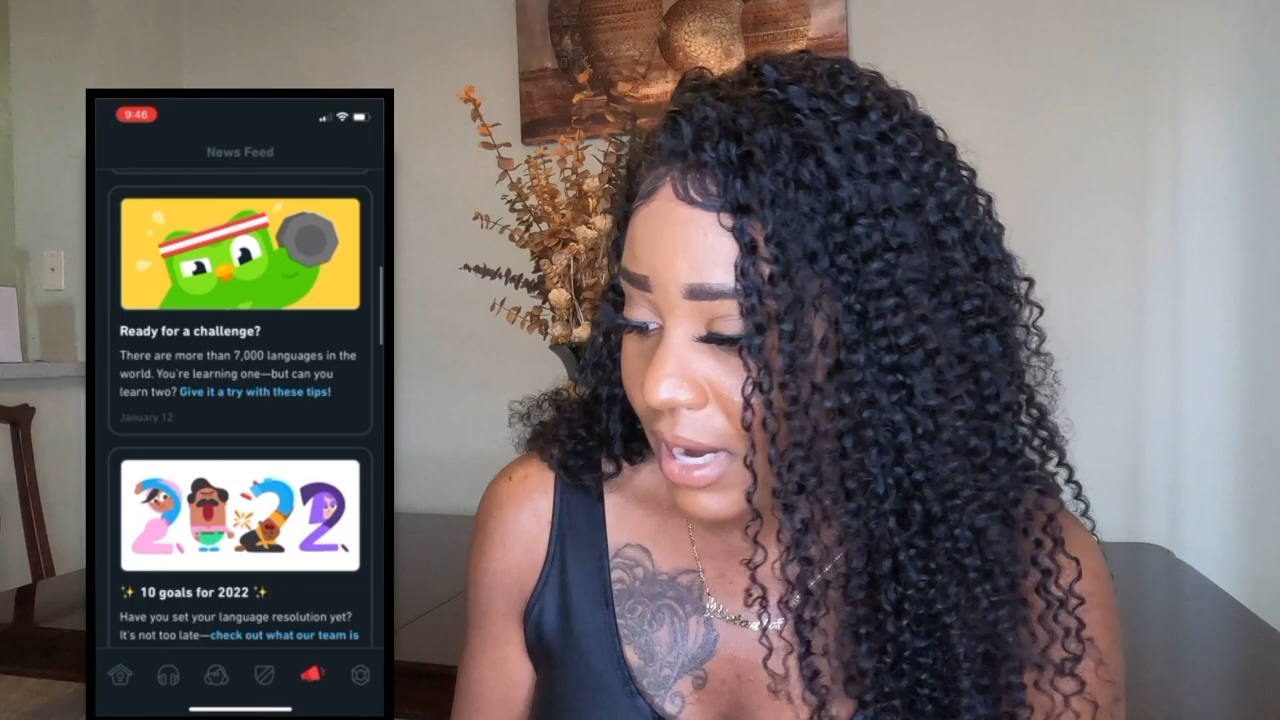 9:46
News Feed
Ready for a challenge?
There are more than 7,000 languages in the
world. You're learning one—but can you
learn two? Give it a try with these tips!
January 12
2022
✨ 10 goals for 2022 ✨
Have you set your language resolution yet?
It's not too late—check out what our team is